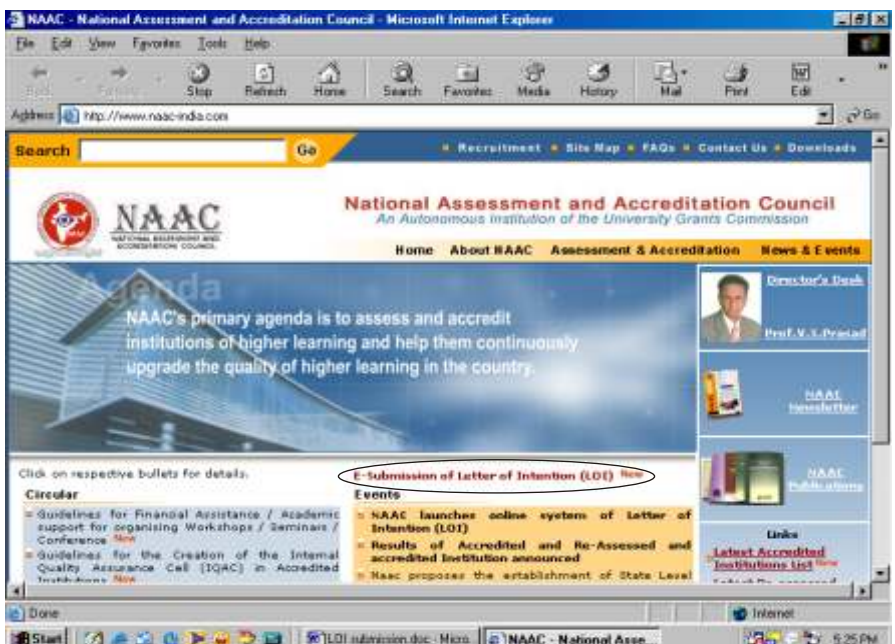 NAAC - National Assessment and Accreditation Council - Microsoft Internet Explorer
File Edit View Favorites Tools Help
Stop Refresh Home Search Favorites Media History Mail Print Edit
Address http://www.naac-india.com Go
Search Go
Recruitment Site Map FAQs Contact Us Downloads
NAAC
NATIONAL ASSESSMENT AND
ACCREDITATION COUNCIL
National Assessment and Accreditation Council
An Autonomous Institution of the University Grants Commission
Home About NAAC Assessment & Accreditation News & Events
Agenda
NAAC's primary agenda is to assess and accredit
institutions of higher learning and help them continuously
upgrade the quality of higher learning in the country.
Director's Desk
Prof.V.S.Prasad
NAAC
Newsletter
NAAC
Publications
Links
Latest Accredited
Institutions List New
Click on respective bullets for details.
Circular
Guidelines for Financial Assistance / Academic
support for organising Workshops / Seminars /
Conference New
Guidelines for the Creation of the Internal
Quality Assurance Cell (IQAC) in Accredited
Institutions New
E-Submission of Letter of Intention (LOI) New
Events
NAAC launches online system of Letter of
Intention (LOI)
Results of Accredited and Re-Assessed and
accredited Institution announced
Naac proposes the establishment of State Level
Done Internet
Start LOI submission.doc - Micro... NAAC - National Asse... 5:25 PM